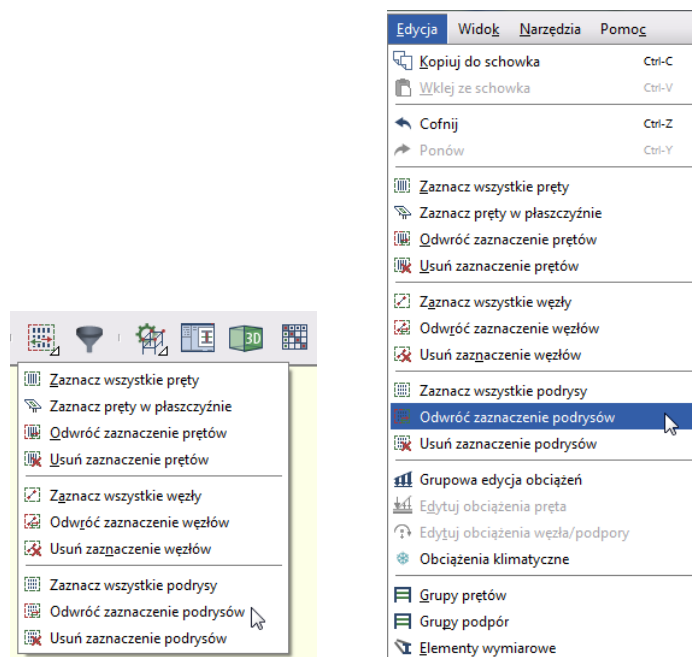 Edycja Widok Narzędzia Pomoc
Kopiuj do schowka Ctrl-C
Wklej ze schowka Ctrl-V
Cofnij Ctrl-Z
Ponów Ctrl-Y
Zaznacz wszystkie pręty
Zaznacz pręty w płaszczyźnie
Odwróć zaznaczenie prętów
Usuń zaznaczenie prętów
Zaznacz wszystkie węzły
Odwróć zaznaczenie węzłów
Usuń zaznaczenie węzłów
Zaznacz wszystkie podrysy
Odwróć zaznaczenie podrysów
Usuń zaznaczenie podrysów
Grupowa edycja obciążeń
Edytuj obciążenia pręta
Edytuj obciążenia węzła/podpory
Obciążenia klimatyczne
Grupy prętów
Grupy podpór
Elementy wymiarowe
3D
Zaznacz wszystkie pręty
Zaznacz pręty w płaszczyźnie
Odwróć zaznaczenie prętów
Usuń zaznaczenie prętów
Zaznacz wszystkie węzły
Odwróć zaznaczenie węzłów
Usuń zaznaczenie węzłów
Zaznacz wszystkie podrysy
Odwróć zaznaczenie podrysów
Usuń zaznaczenie podrysów